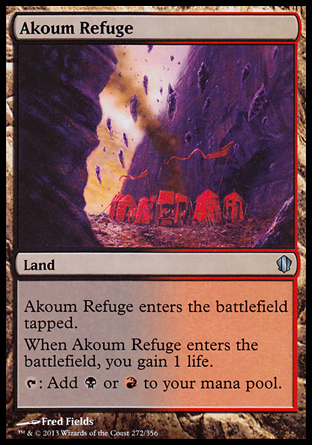 Akoum Refuge
Land
Akoum Refuge enters the battlefield
tapped.
When Akoum Refuge enters the
battlefield, you gain 1 life.
: Add or to your mana pool.
Fred Fields
™ & © 2013 Wizards of the Coast 272/356